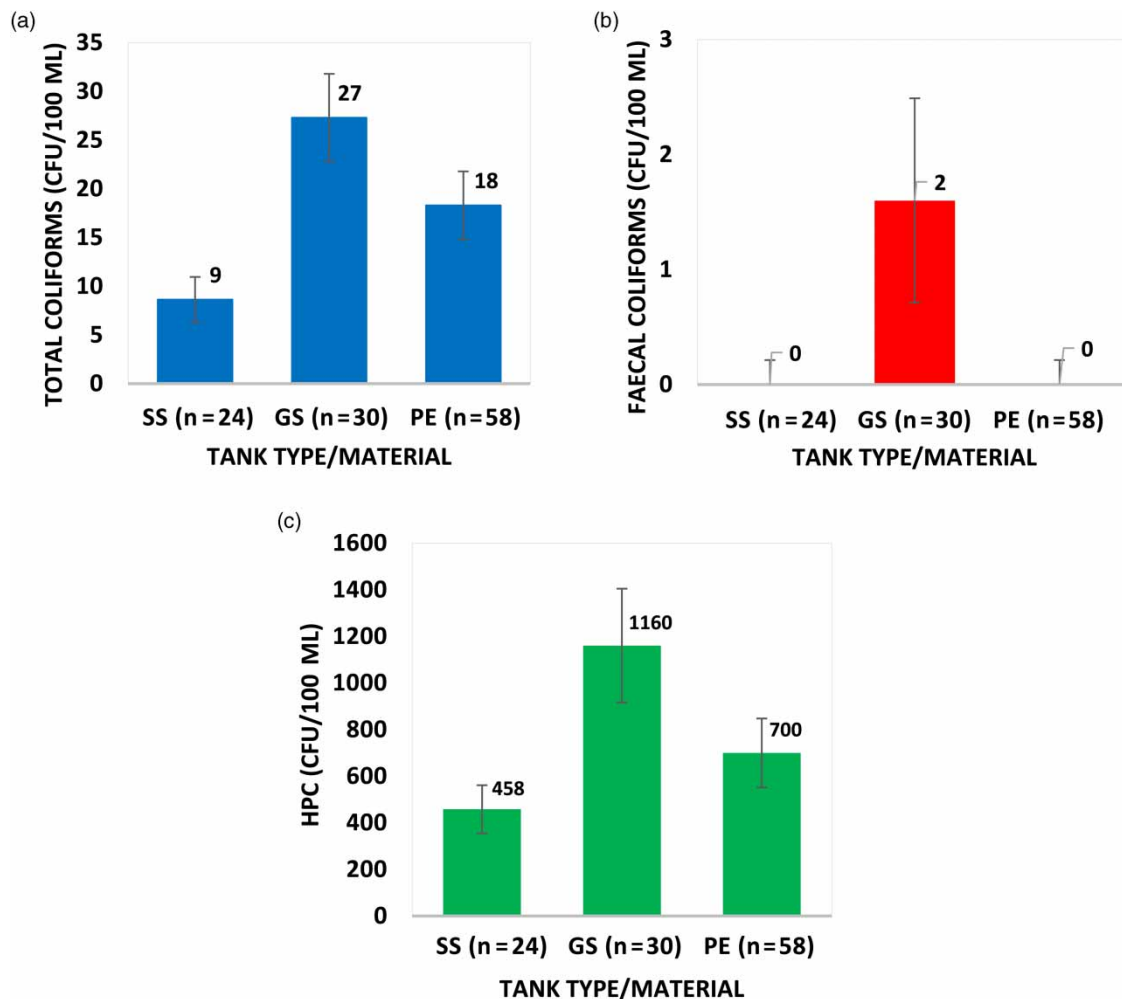 (a)
TOTAL COLIFORMS (CFU/100 ML)
35
30
25
20
15
10
5
0
9
27
18
SS (n=24) GS (n=30) PE (n=58)
TANK TYPE/MATERIAL
(b)
FAECAL COLIFORMS (CFU/100 ML)
3
2
1
0
0
2
0
SS (n=24) GS (n=30) PE (n=58)
TANK TYPE/MATERIAL
(c)
HPC (CFU/100 ML)
1600
1400
1200
1000
800
600
400
200
0
458
1160
700
SS (n=24) GS (n=30) PE (n=58)
TANK TYPE/MATERIAL